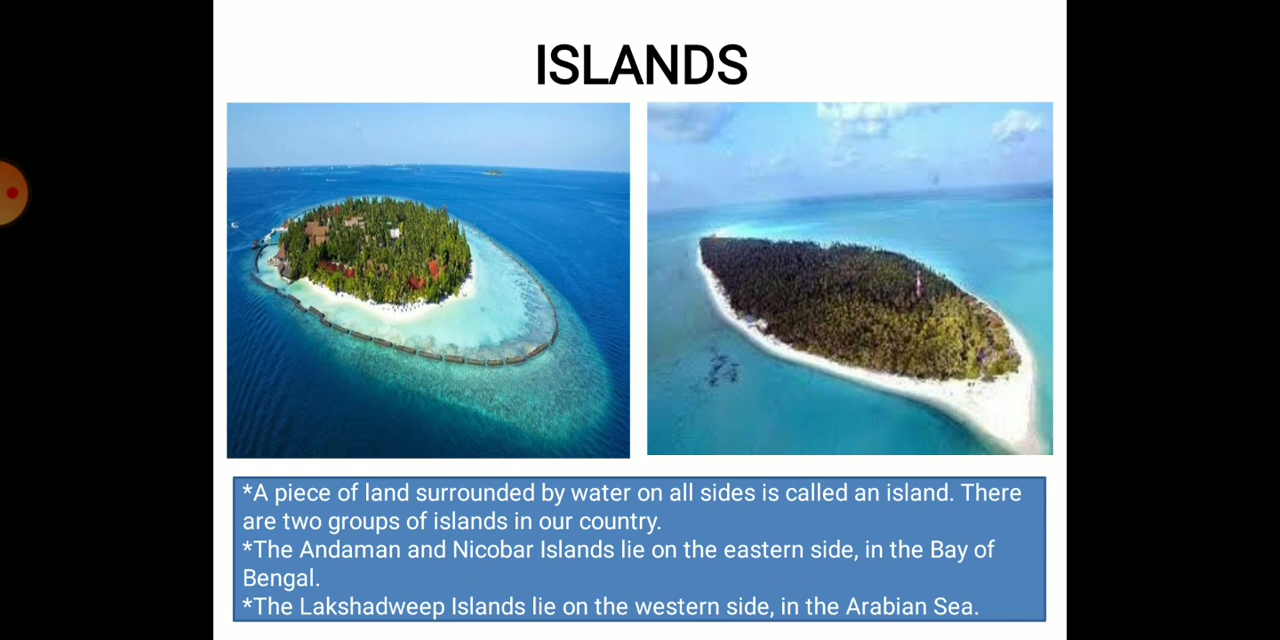 ISLANDS
*A piece of land surrounded by water on all sides is called an island. There
are two groups of islands in our country.
*The Andaman and Nicobar Islands lie on the eastern side, in the Bay of
Bengal.
*The Lakshadweep Islands lie on the western side, in the Arabian Sea.